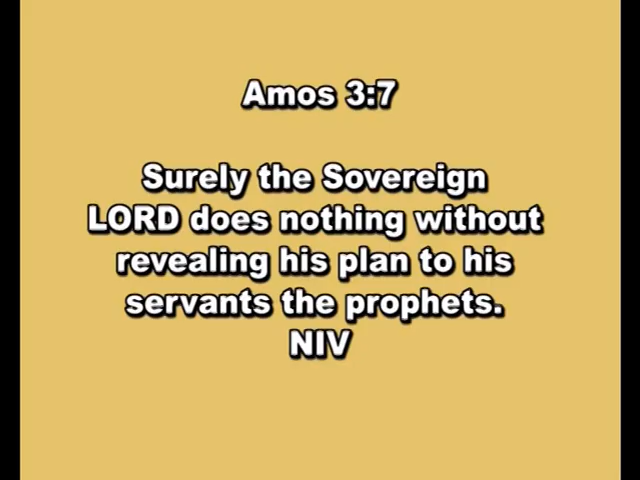 Amos 3:7
Surely the Sovereign
LORD does nothing without
revealing his plan to his
servants the prophets.
NIV